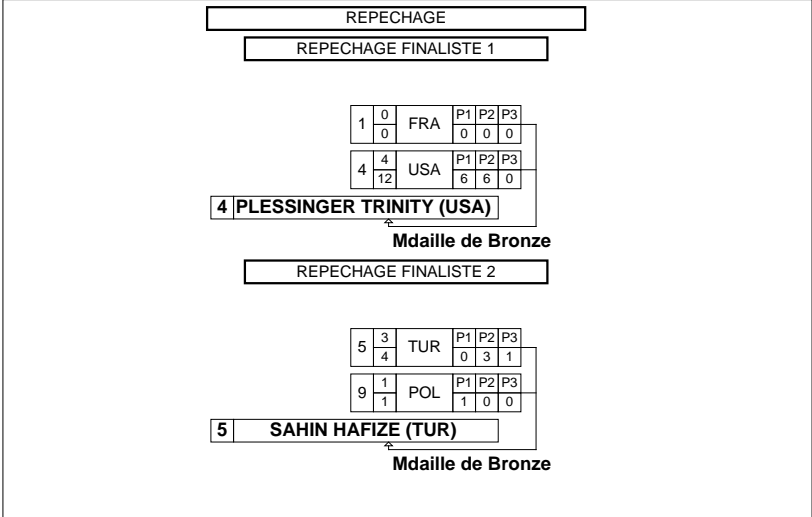 REPECHAGE
REPECHAGE FINALISTE 1
1 0 FRA P1 P2 P3
0 0 0 0
4 4 USA P1 P2 P3
12 6 6 0
4 PLESSINGER TRINITY (USA)
Mdaille de Bronze
REPECHAGE FINALISTE 2
5 3 TUR P1 P2 P3
4 0 3 1
9 1 POL P1 P2 P3
1 1 0 0
5 SAHIN HAFIZE (TUR)
Mdaille de Bronze